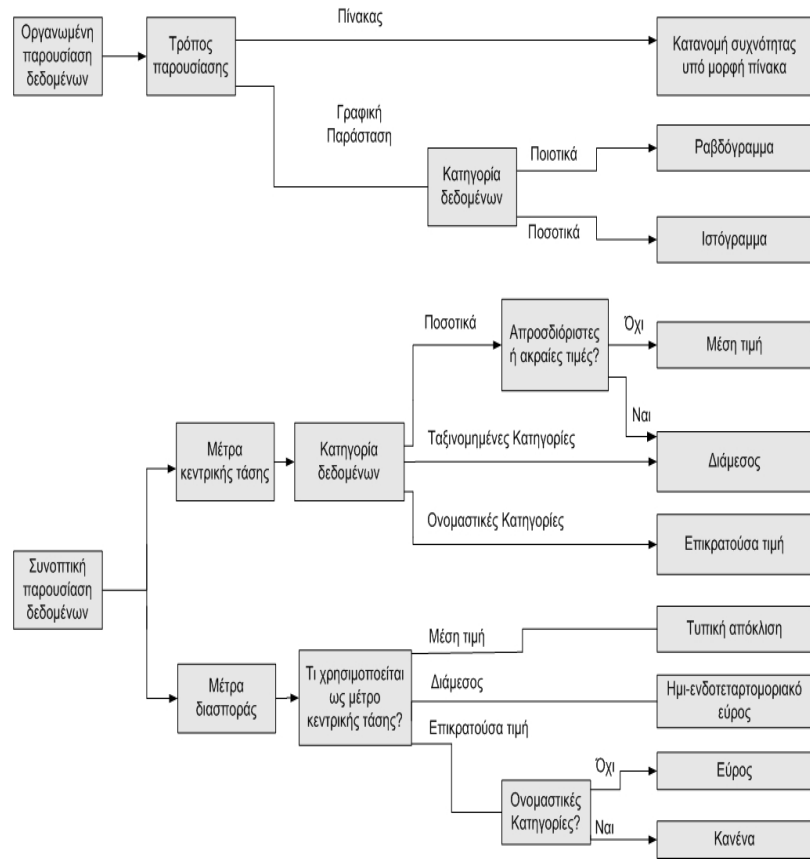 Πίνακας
Οργανωμένη
παρουσίαση
δεδομένων
Τρόπος
παρουσίασης
Κατανομή συχνότητας
υπό μορφή πίνακα
Γραφική
Παράσταση
Κατηγορία
δεδομένων
Ποιοτικά
Ραβδόγραμμα
Ποσοτικά
Ιστόγραμμα
Ποσοτικά
Απροσδιόριστες
ή ακραίες τιμές?
Όχι
Μέση τιμή
Ναι
Μέτρα
κεντρικής τάσης
Κατηγορία
δεδομένων
Ταξινομημένες Κατηγορίες
Διάμεσος
Ονομαστικές Κατηγορίες
Επικρατούσα τιμή
Συνοπτική
παρουσίαση
δεδομένων
Μέτρα
διασποράς
Τι χρησιμοποείται
ως μέτρο
κεντρικής τάσης?
Μέση τιμή
Τυπική απόκλιση
Διάμεσος
Ημι-ενδοτεταρτομοριακό
εύρος
Επικρατούσα τιμή
Ονομαστικές
Κατηγορίες?
Όχι
Εύρος
Ναι
Κανένα